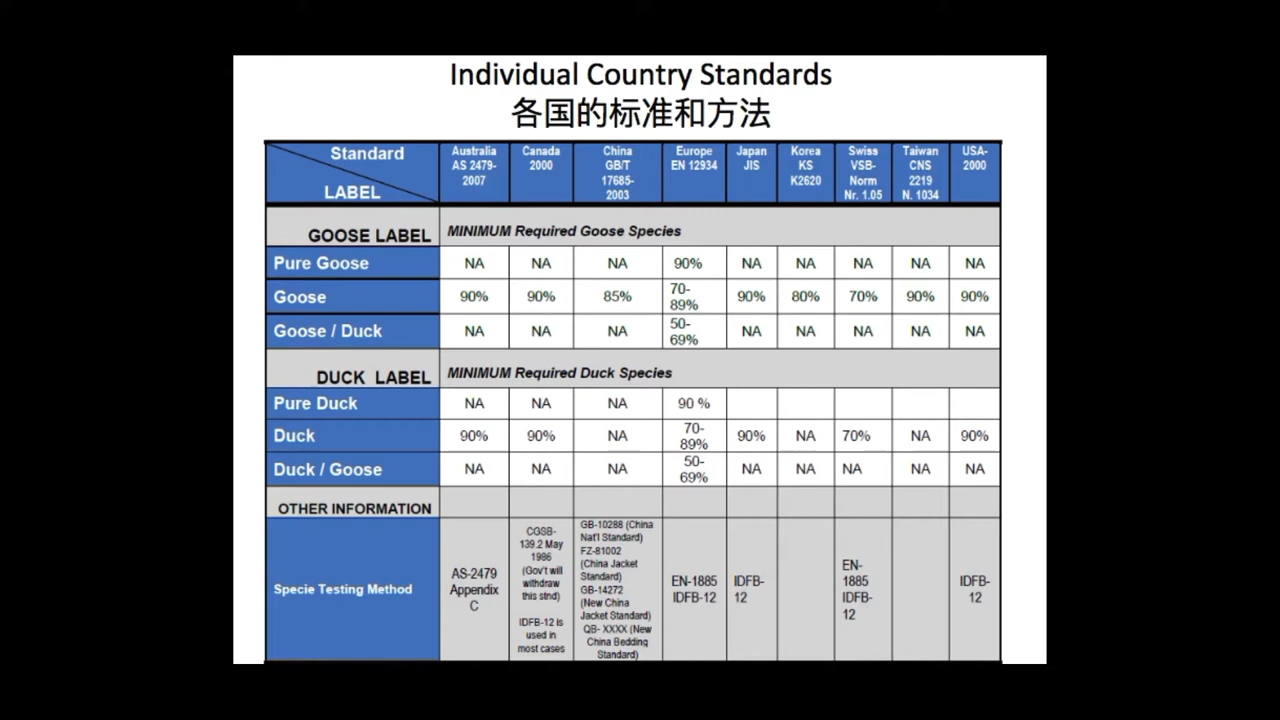 Individual Country Standards
各国的标准和方法
Standard
LABEL
Australia
AS 2479-
2007
Canada
2000
China
GB/T
17685-
2003
Europe
EN 12934
Japan
JIS
Korea
KS
K2620
Swiss
VSB-
Norm
Nr. 1.05
Taiwan
CNS
2219
N. 1034
USA-
2000
GOOSE LABEL MINIMUM Required Goose Species
Pure Goose NA NA NA 90% NA NA NA NA NA
Goose 90% 90% 85% 70-
89% 90% 80% 70% 90% 90%
Goose / Duck NA NA NA 50-
69% NA NA NA NA NA
DUCK LABEL MINIMUM Required Duck Species
Pure Duck NA NA NA 90 %
Duck 90% 90% NA 70-
89% 90% NA 70% NA 90%
Duck / Goose NA NA NA 50-
69% NA NA NA NA NA
OTHER INFORMATION
Specie Testing Method
AS-2479
Appendix
C
CGSB-
139.2 May
1986
(Gov't will
withdraw
this stnd)
IDFB-12 is
used in
most cases
GB-10288 (China
Nat'l Standard)
FZ-81002
(China Jacket
Standard)
GB-14272
(New China
Jacket Standard)
QB- XXXX (New
China Bedding
Standard)
EN-1885
IDFB-12
IDFB-
12
EN-
1885
IDFB-
12
IDFB-
12